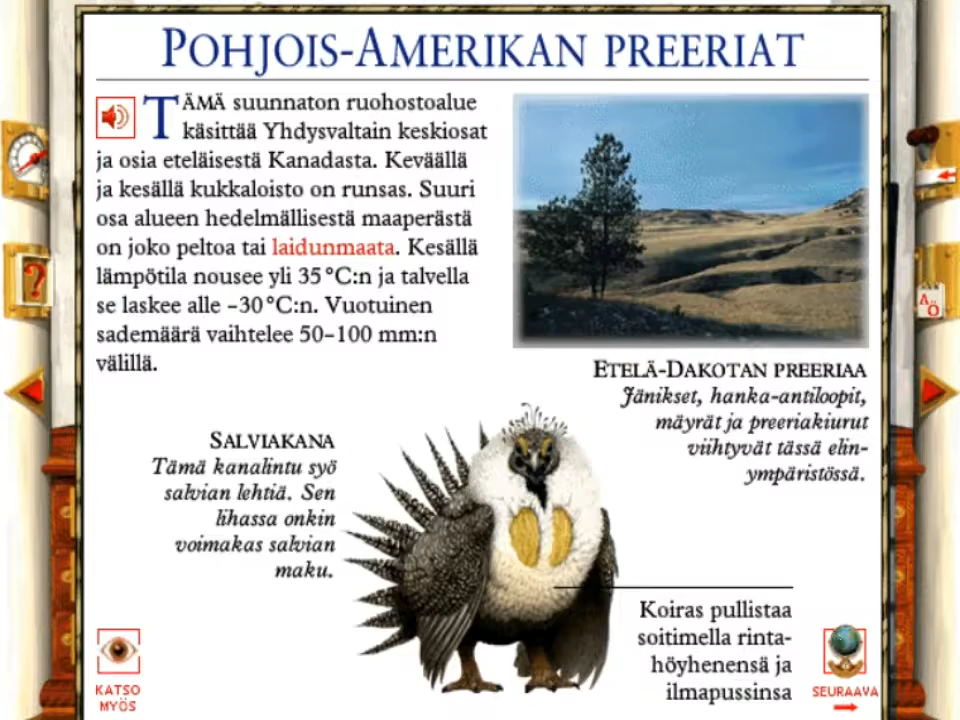 POHJOIS-AMERIKAN PREERIAT
TÄMÄ suunnaton ruohostoalue
käsittää Yhdysvaltain keskiosat
ja osia eteläisestä Kanadasta. Keväällä
ja kesällä kukkaloisto on runsas. Suuri
osa alueen hedelmällisestä maaperästä
on joko peltoa tai laidunmaata. Kesällä
lämpötila nousee yli 35°C:n ja talvella
se laskee alle –30°C:n. Vuotuinen
sademäärä vaihtelee 50–100 mm:n
välillä.
ETELÄ-DAKOTAN PREERIAA
Jänikset, hanka-antiloopit,
mäyrät ja preeriakiurut
viihtyvät tässä elin-
ympäristössä.
SALVIAKANA
Tämä kanalintu syö
salvian lehtiä. Sen
lihassa onkin
voimakas salvian
maku.
Koiras pullistaa
soitimella rinta-
höyhenensä ja
ilmapussinsa
KATSO
MYÖS
SEURAAVA
?
A
Ö